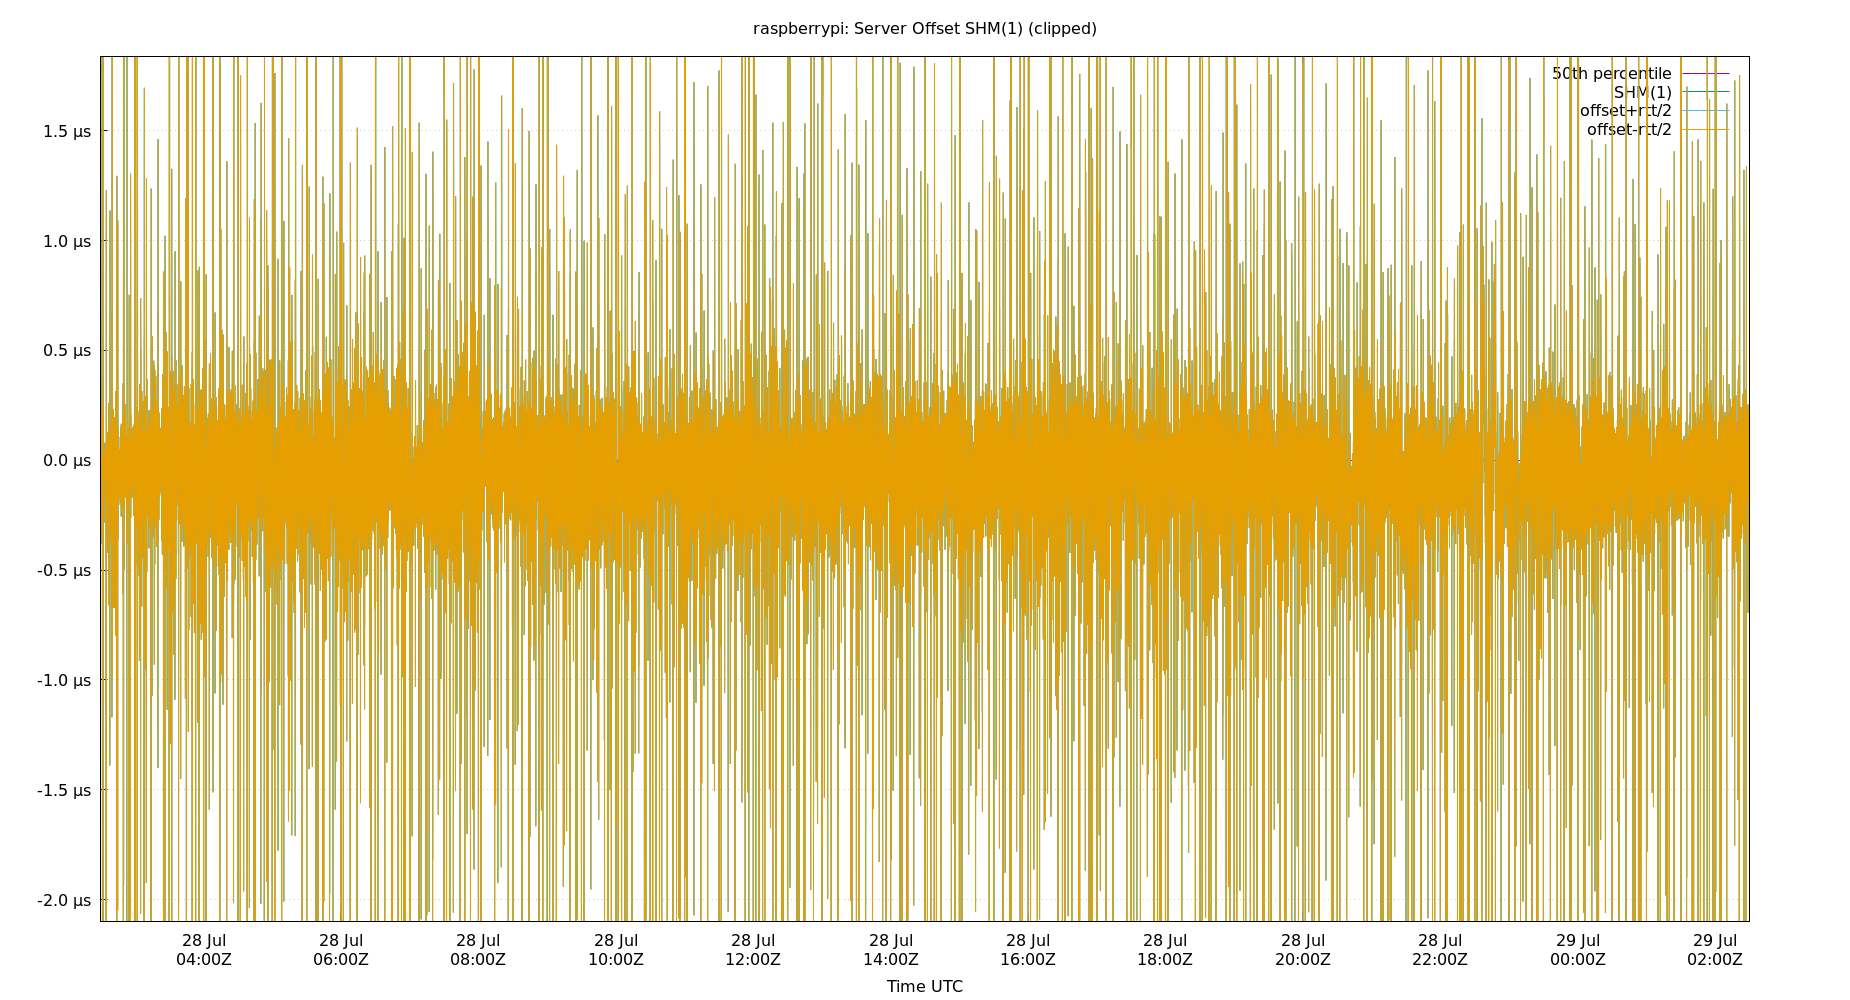 raspberrypi: Server Offset SHM(1) (clipped)
50th percentile
SHM(1)
offset+rtt/2
offset-rtt/2
1.5 µs
1.0 µs
0.5 µs
0.0 µs
-0.5 µs
-1.0 µs
-1.5 µs
-2.0 µs
28 Jul 28 Jul 28 Jul 28 Jul 28 Jul 28 Jul 28 Jul 28 Jul 28 Jul 28 Jul 29 Jul 29 Jul
04:00Z 06:00Z 08:00Z 10:00Z 12:00Z 14:00Z 16:00Z 18:00Z 20:00Z 22:00Z 00:00Z 02:00Z
Time UTC